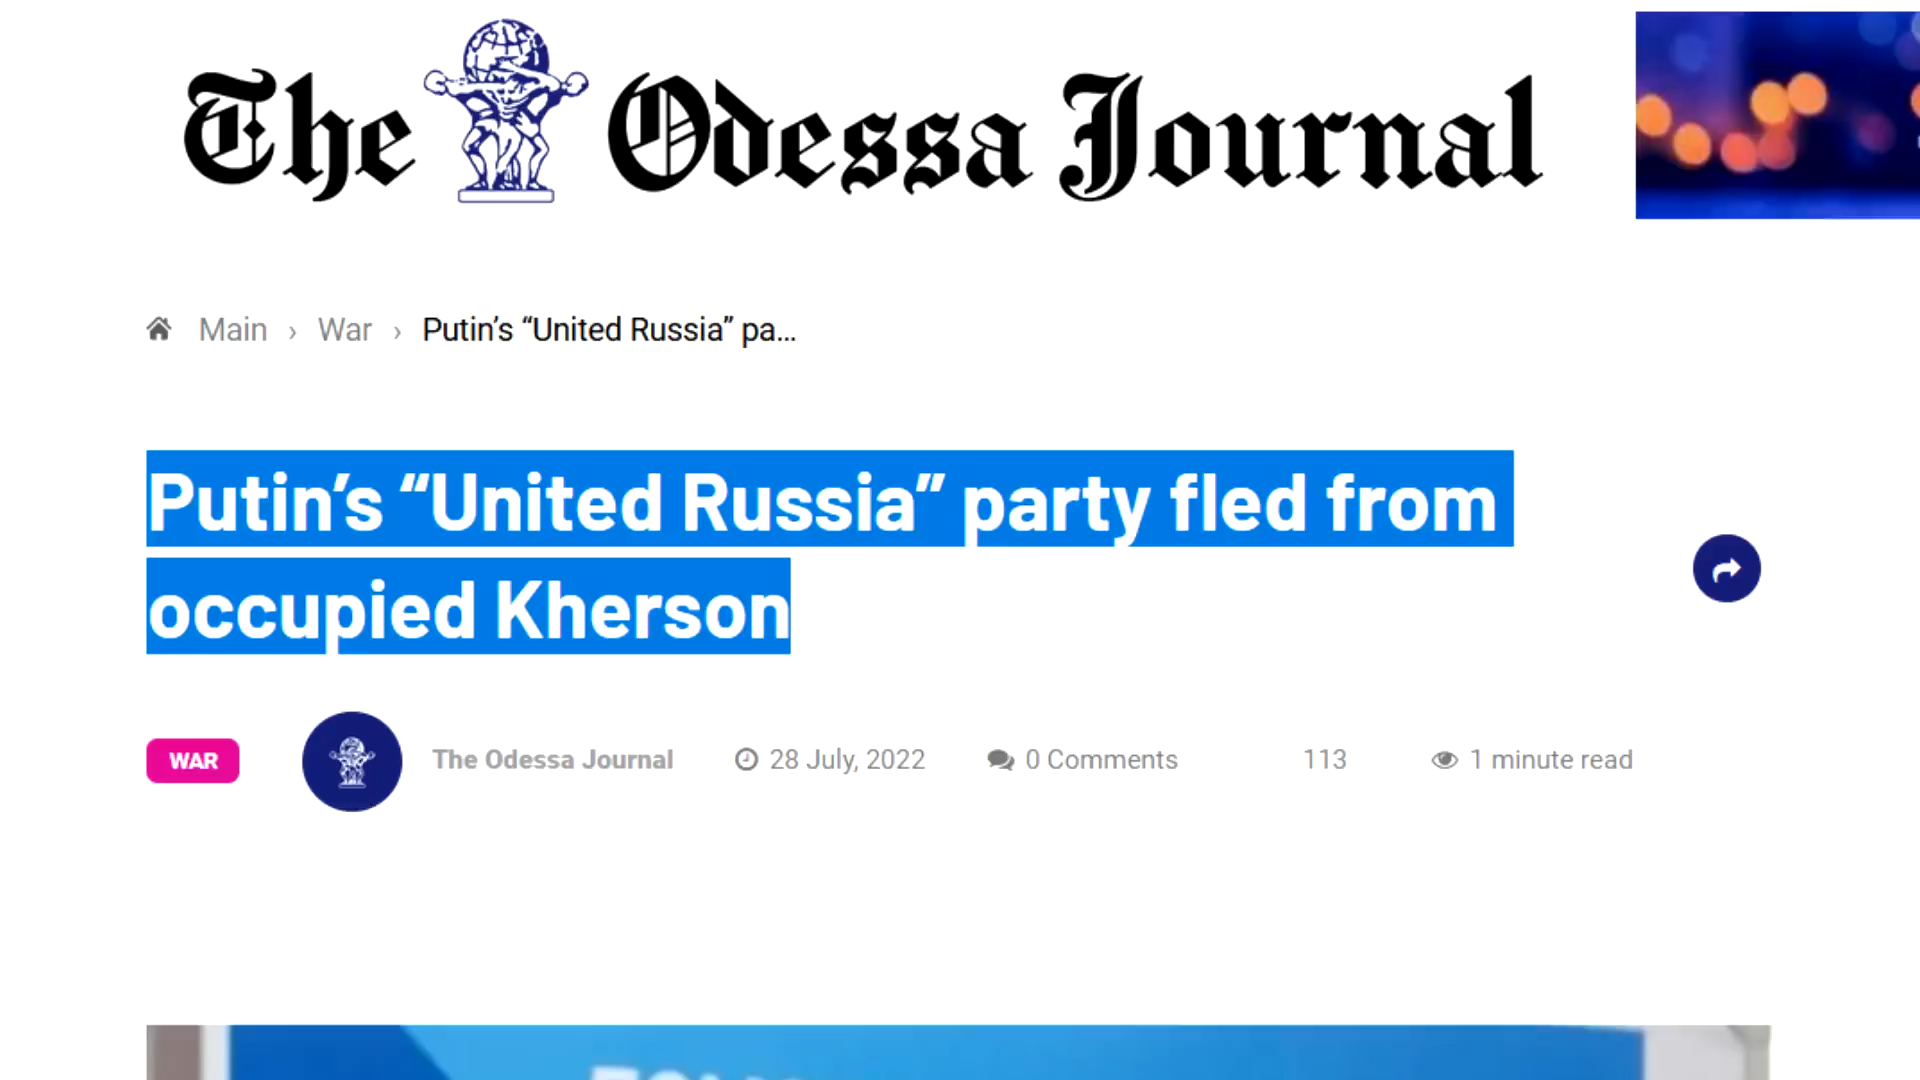 The Odessa Journal
Main › War › Putin’s “United Russia” pa...
Putin’s “United Russia” party fled from
occupied Kherson
WAR The Odessa Journal 28 July, 2022 0 Comments 113 1 minute read